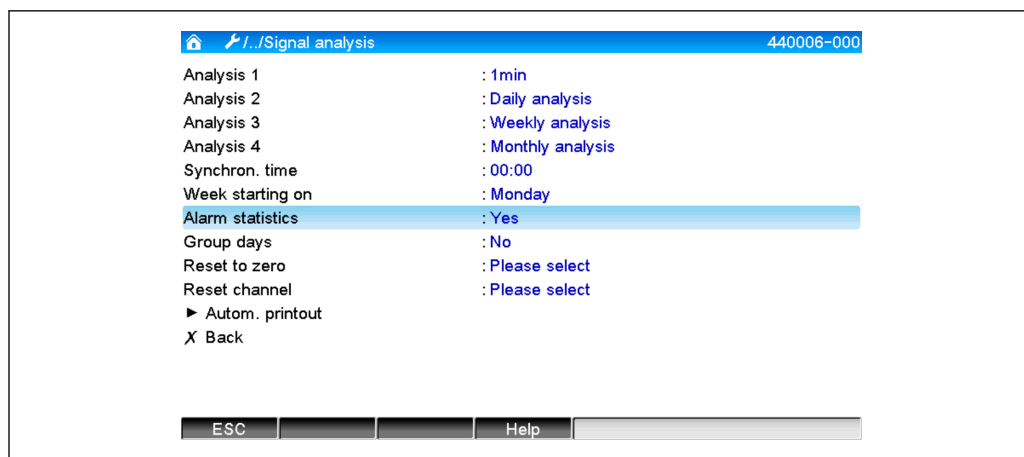 /../Signal analysis 440006-000
Analysis 1 : 1min
Analysis 2 : Daily analysis
Analysis 3 : Weekly analysis
Analysis 4 : Monthly analysis
Synchron. time : 00:00
Week starting on : Monday
Alarm statistics : Yes
Group days : No
Reset to zero : Please select
Reset channel : Please select
► Autom. printout
X Back
ESC Help